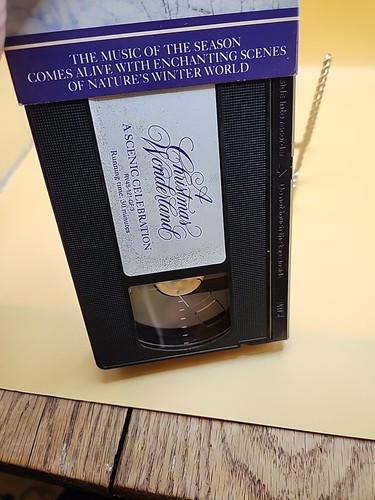 THE MUSIC OF THE SEASON
COMES ALIVE WITH ENCHANTING SCENES
OF NATURE'S WINTER WORLD
A
Christmas
Wonderland
A SCENIC CELEBRATION
Running time: 30 minutes